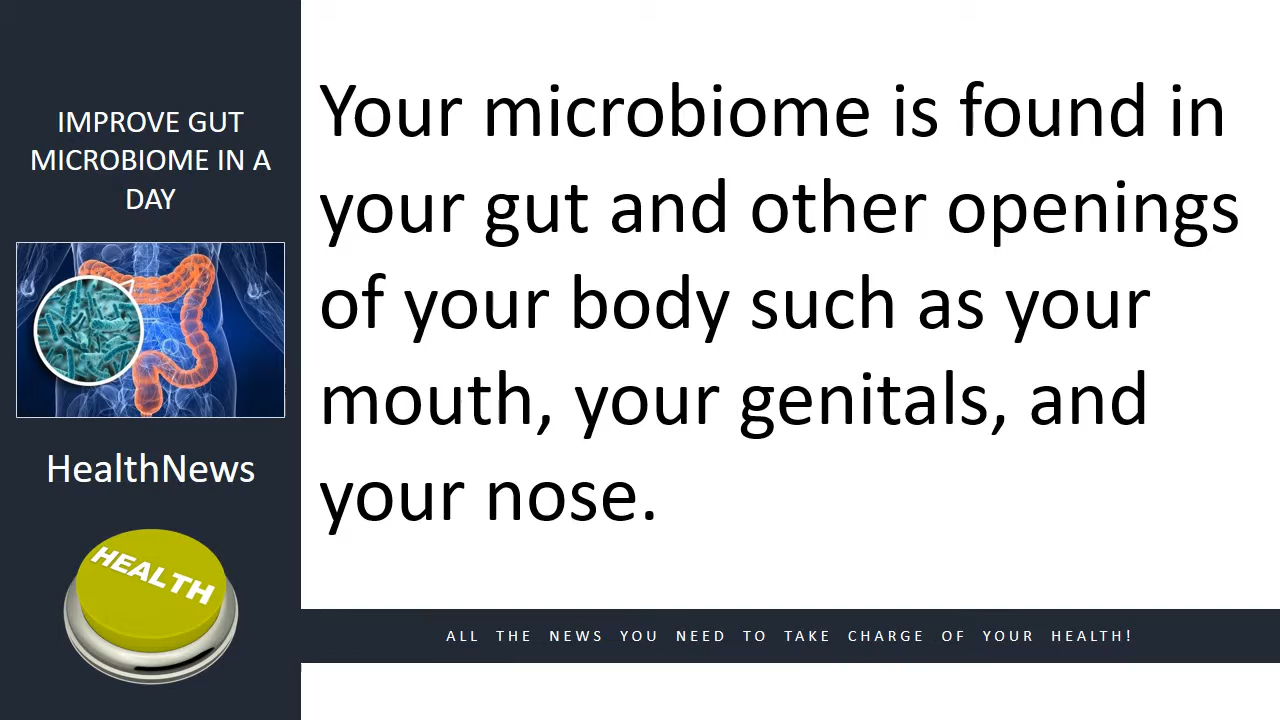 IMPROVE GUT
MICROBIOME IN A
DAY
HealthNews
HEALTH
Your microbiome is found in
your gut and other openings
of your body such as your
mouth, your genitals, and
your nose.
ALL THE NEWS YOU NEED TO TAKE CHARGE OF YOUR HEALTH!